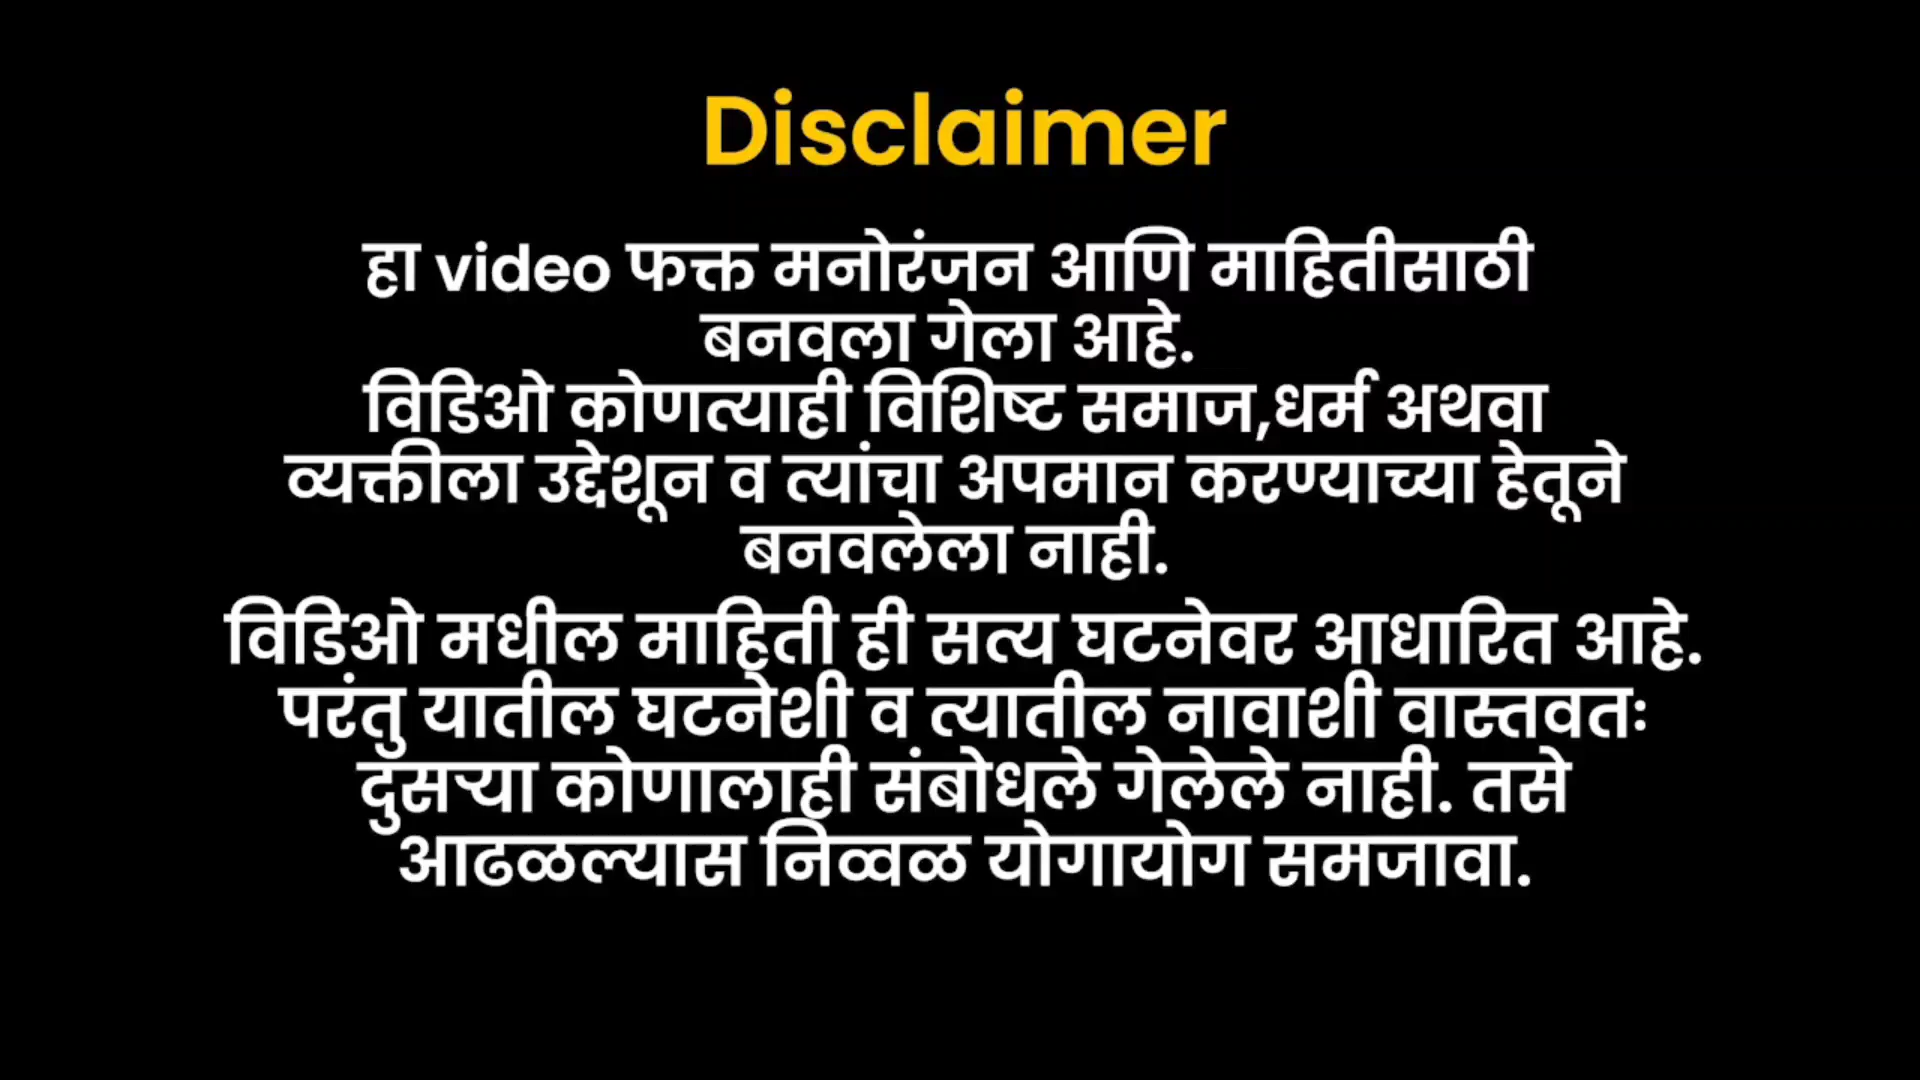 Disclaimer
हा video फक्त मनोरंजन आणि माहितीसाठी
बनवला गेला आहे.
विडिओ कोणत्याही विशिष्ट समाज,धर्म अथवा
व्यक्तीला उद्देशून व त्यांचा अपमान करण्याच्या हेतूने
बनवलेला नाही.
विडिओ मधील माहिती ही सत्य घटनेवर आधारित आहे.
परंतु यातील घटनेशी व त्यातील नावाशी वास्तवतः
दुसऱ्या कोणालाही संबोधले गेलेले नाही. तसे
आढळल्यास निव्वळ योगायोग समजावा.